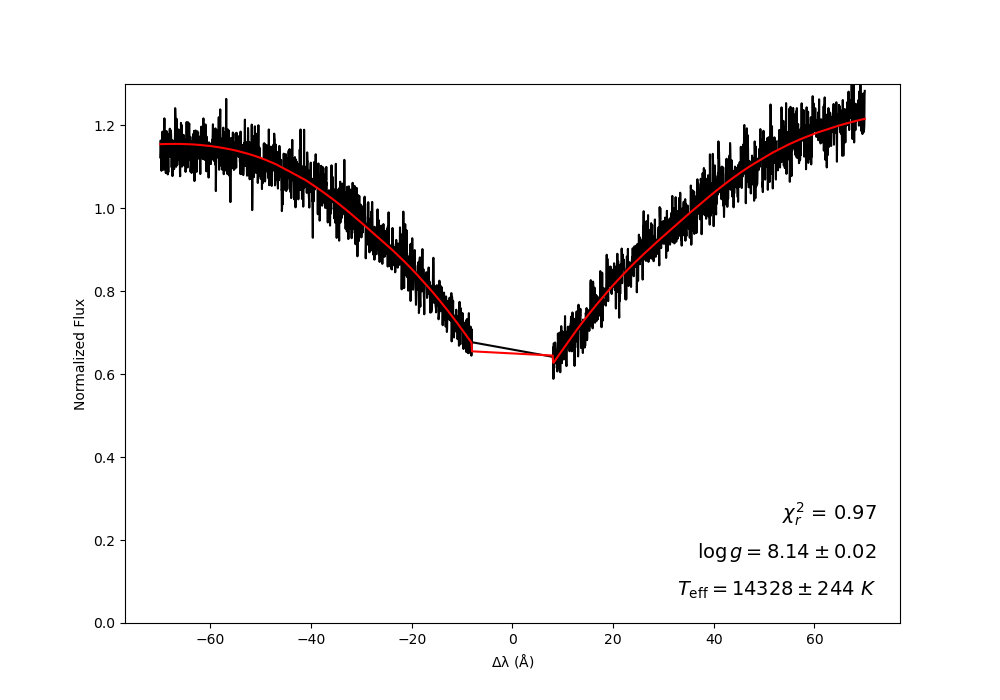 1.2
1.0
0.8
0.6
0.4
0.2
0.0
Normalized Flux
χ²ᵣ = 0.97
log g = 8.14 ± 0.02
T_eff = 14328 ± 244 K
−60 −40 −20 0 20 40 60
Δλ (Å)